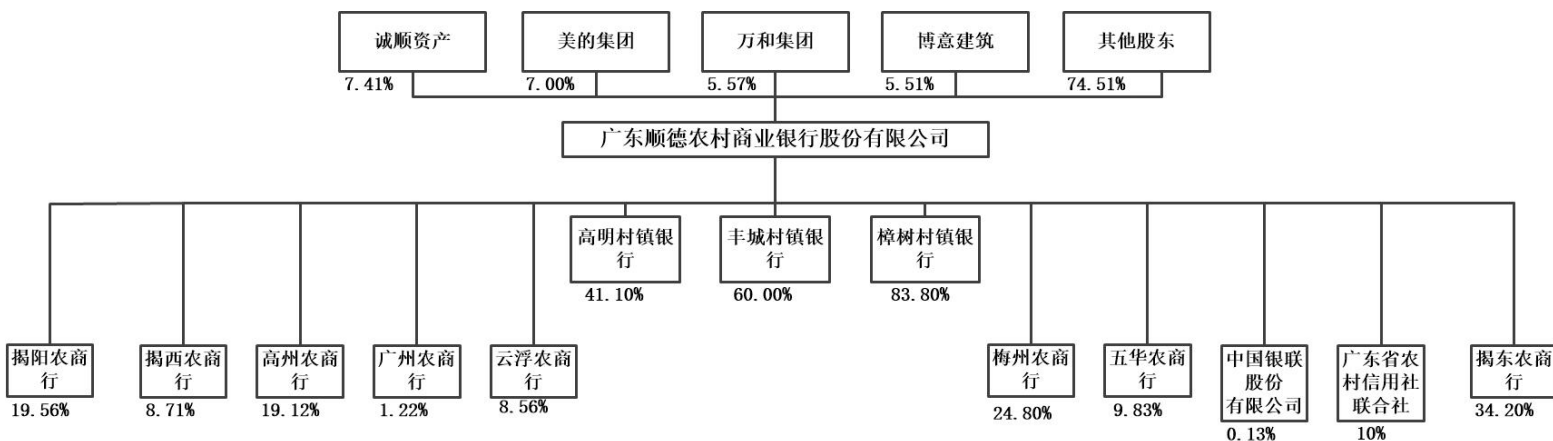 诚顺资产
美的集团
万和集团
博意建筑
其他股东
7.41%
7.00%
5.57%
5.51%
74.51%
广东顺德农村商业银行股份有限公司
高明村镇银
行
丰城村镇银
行
樟树村镇银
行
41.10%
60.00%
83.80%
揭阳农商
行
揭西农商
行
高州农商
行
广州农商
行
云浮农商
行
梅州农商
行
五华农商
行
中国银联
股份
有限公司
广东省农
村信用社
联合社
揭东农商
行
19.56%
8.71%
19.12%
1.22%
8.56%
24.80%
9.83%
0.13%
10%
34.20%